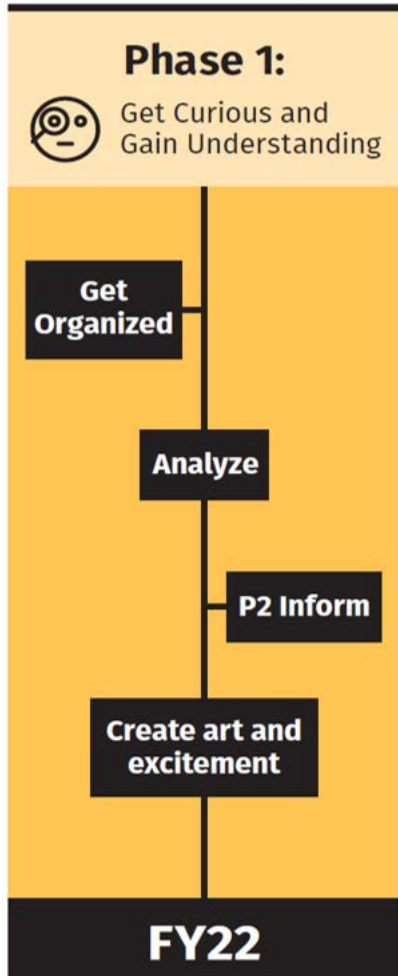 Phase 1:
Get Curious and
Gain Understanding
Get
Organized
Analyze
P2 Inform
Create art and
excitement
FY22